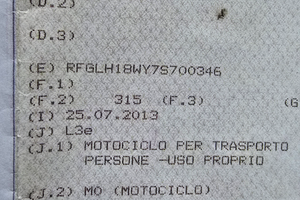 (D.2)
(D.3)
(E) RFGLH18WY7S700346
(F.1)
(F.2) 315 (F.3) (G
(I) 25.07.2013
(J) L3e
(J.1) MOTOCICLO PER TRASPORTO
PERSONE -USO PROPRIO
(J.2) MO (MOTOCICLO)